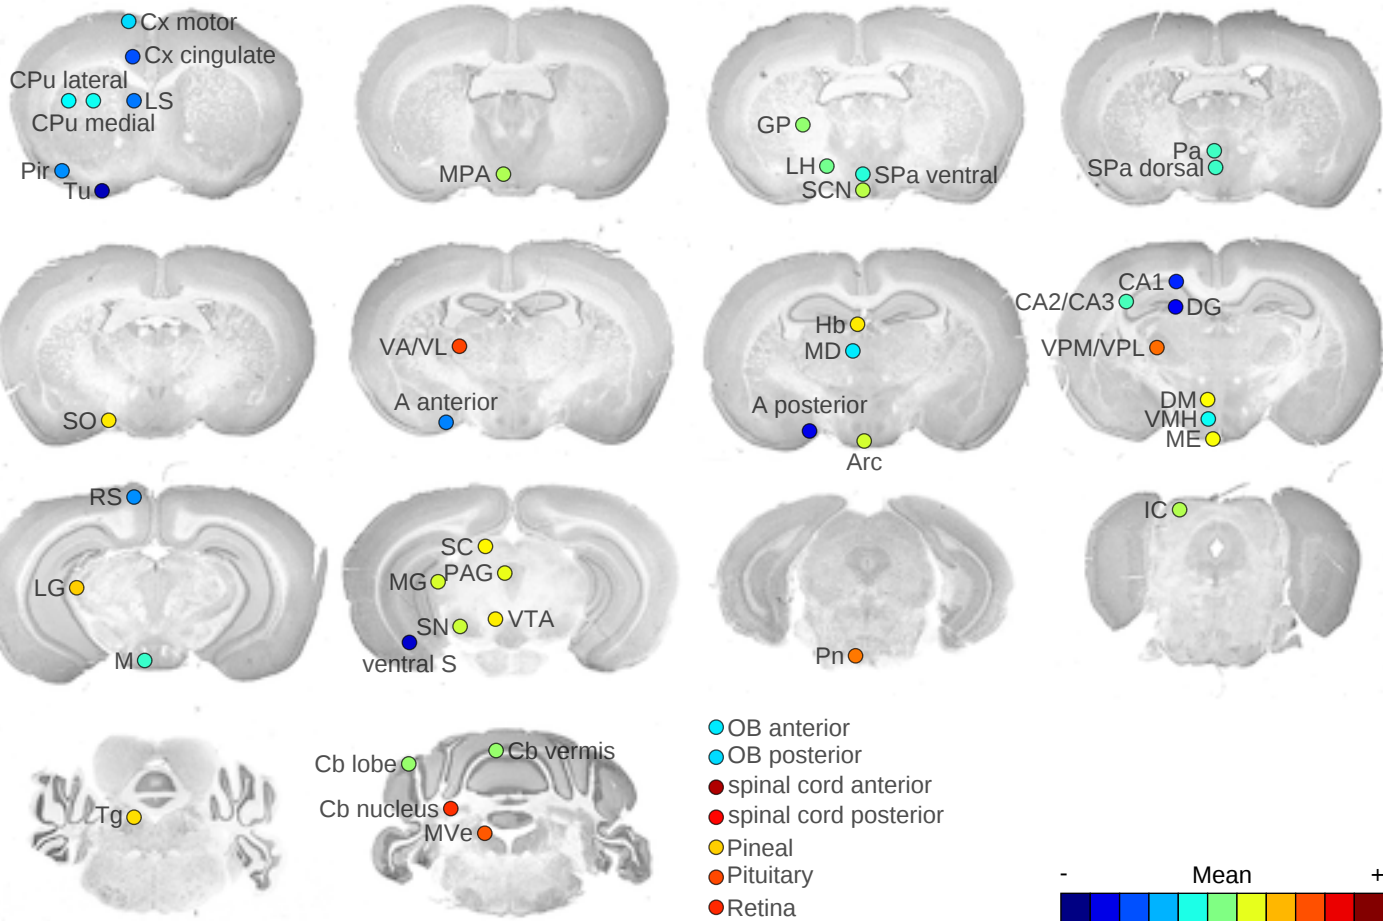 Cx motor
Cx cingulate
CPu lateral
LS
CPu medial
Pir
Tu
MPA
GP
LH
SPa ventral
SCN
Pa
SPa dorsal
SO
VA/VL
A anterior
Hb
MD
A posterior
Arc
CA1
CA2/CA3
DG
VPM/VPL
DM
VMH
ME
RS
LG
M
SC
PAG
MG
VTA
SN
ventral S
Pn
IC
Tg
Cb vermis
Cb lobe
Cb nucleus
MVe
OB anterior
OB posterior
spinal cord anterior
spinal cord posterior
Pineal
Pituitary
Retina
- Mean +